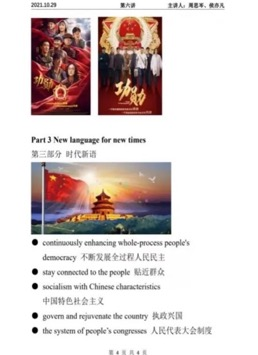 2021.10.29 第六讲 主讲人：周思岑、侯亦凡
功勋
功勋
Part 3 New language for new times
第三部分 时代新语
● continuously enhancing whole-process people's
democracy 不断发展全过程人民民主
● stay connected to the people 贴近群众
● socialism with Chinese characteristics
中国特色社会主义
● govern and rejuvenate the country 执政兴国
● the system of people's congresses 人民代表大会制度
第 4 页 共 4 页